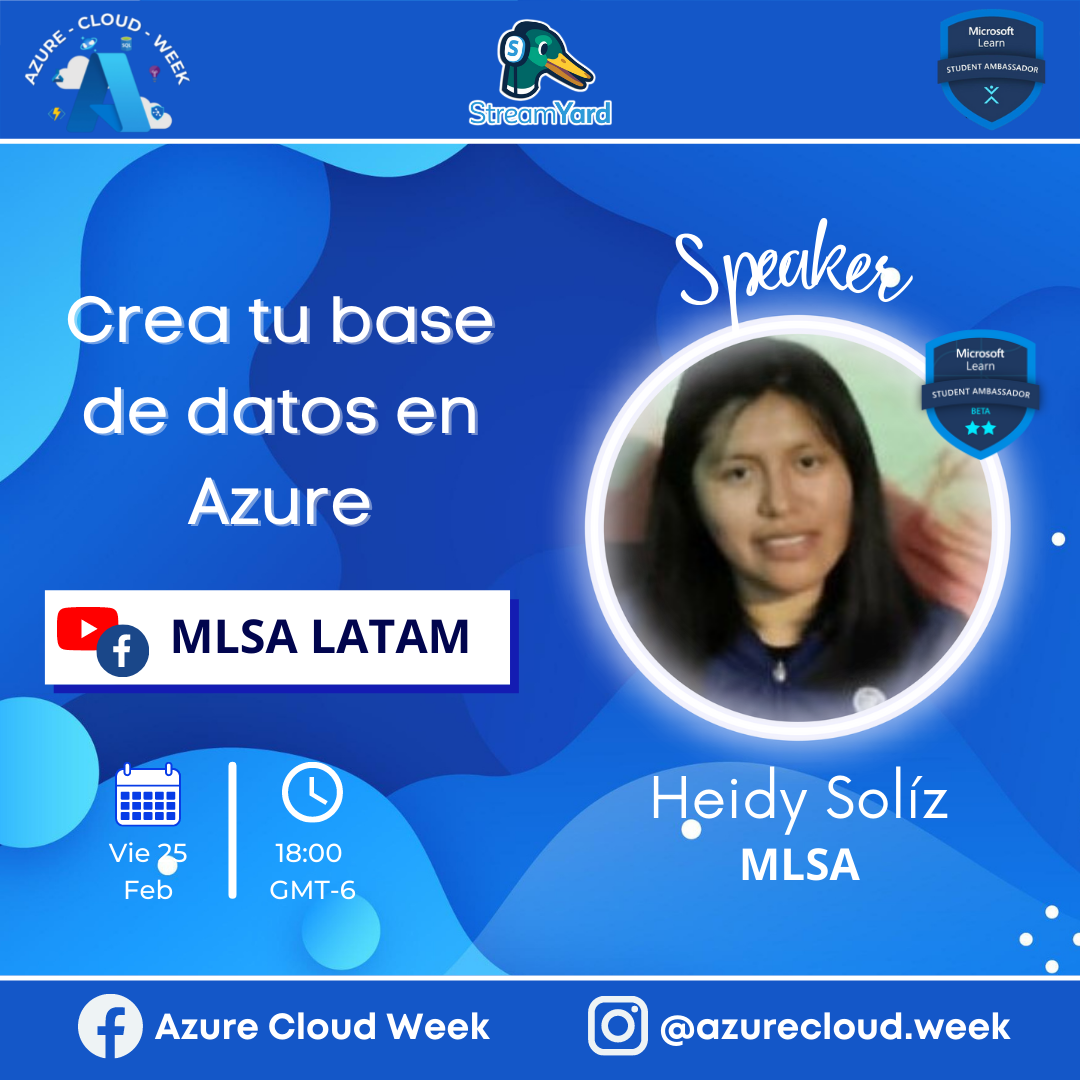 AZURE - CLOUD - WEEK
SQL
S
StreamYard
Microsoft
Learn
STUDENT AMBASSADOR
Speaker
Crea tu base
de datos en
Azure
Microsoft
Learn
STUDENT AMBASSADOR
BETA
MLSA LATAM
Heidy Solíz
MLSA
Vie 25
Feb
18:00
GMT-6
Azure Cloud Week
@azurecloud.week